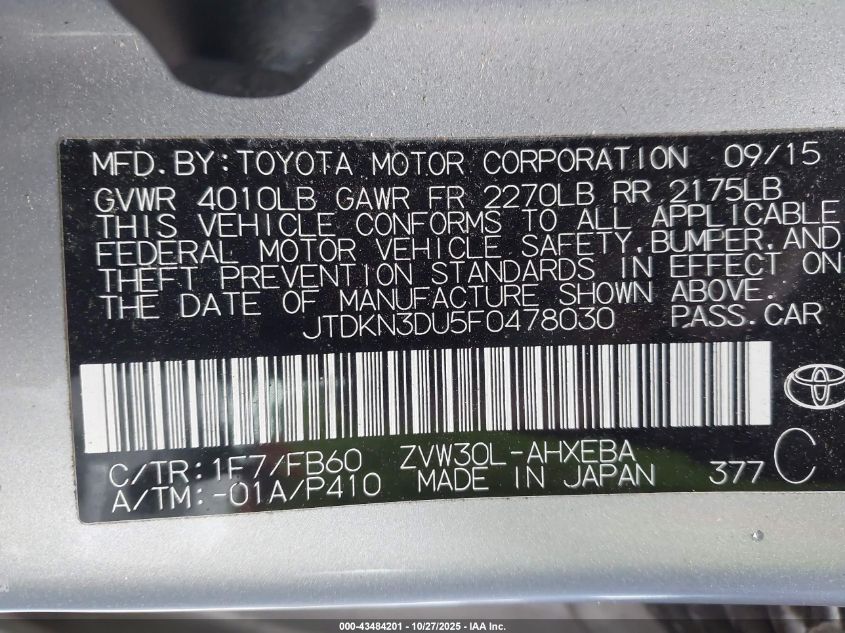 MFD. BY: TOYOTA MOTOR CORPORATION 09/15
GVWR 4010LB GAWR FR 2270LB RR 2175LB
THIS VEHICLE CONFORMS TO ALL APPLICABLE
FEDERAL MOTOR VEHICLE SAFETY, BUMPER, AND
THEFT PREVENTION STANDARDS IN EFFECT ON
THE DATE OF MANUFACTURE SHOWN ABOVE.
JTDKN3DU5F0478030 PASS.CAR
C/TR: 1F7/FB60 ZVW30L-AHXEBA C
A/TM: -01A/P410 MADE IN JAPAN 377
000-43484201 - 10/27/2025 - IAA Inc.